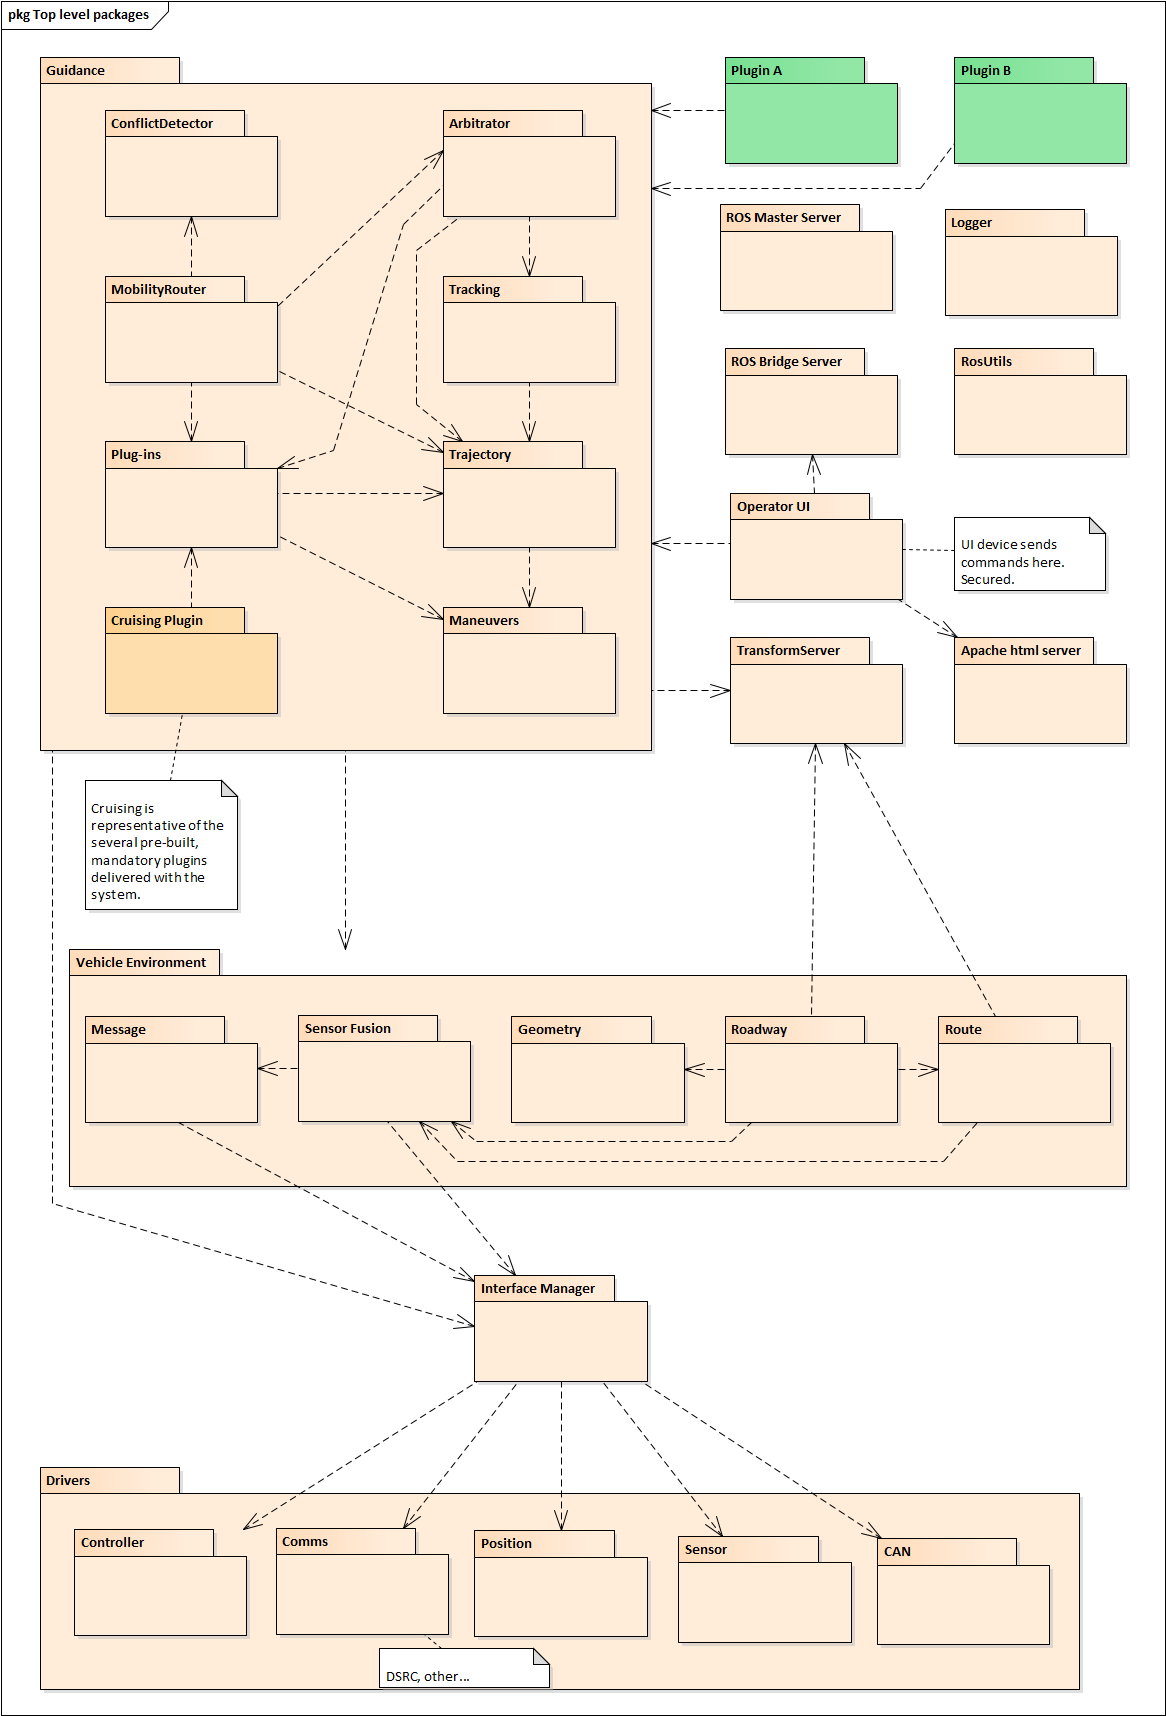 pkg Top level packages
Guidance
Plugin A
Plugin B
ConflictDetector
Arbitrator
ROS Master Server
Logger
MobilityRouter
Tracking
ROS Bridge Server
RosUtils
Plug-ins
Trajectory
Operator UI
UI device sends
commands here.
Secured.
Cruising Plugin
Maneuvers
TransformServer
Apache html server
Cruising is
representative of the
several pre-built,
mandatory plugins
delivered with the
system.
Vehicle Environment
Message
Sensor Fusion
Geometry
Roadway
Route
Interface Manager
Drivers
Controller
Comms
Position
Sensor
CAN
DSRC, other...